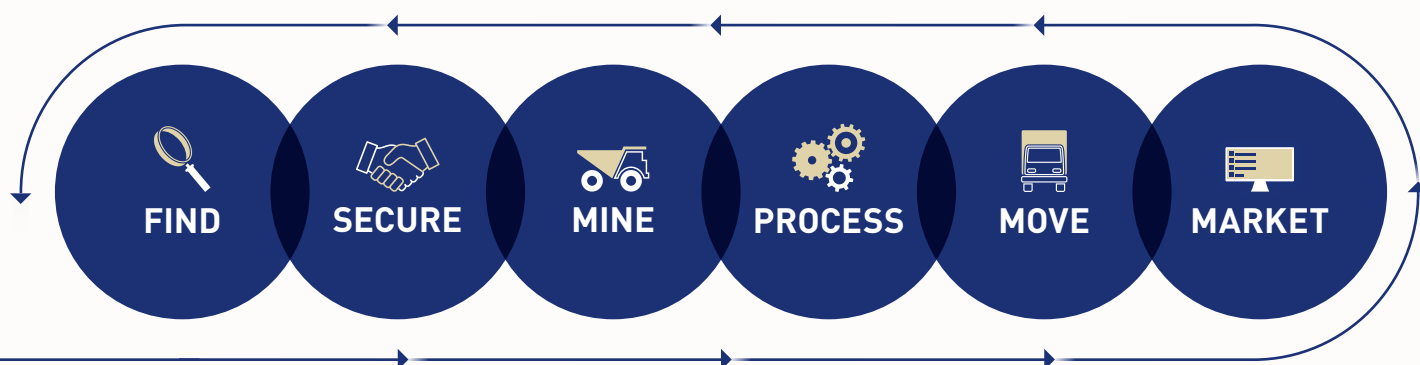 FIND
SECURE
MINE
PROCESS
MOVE
MARKET